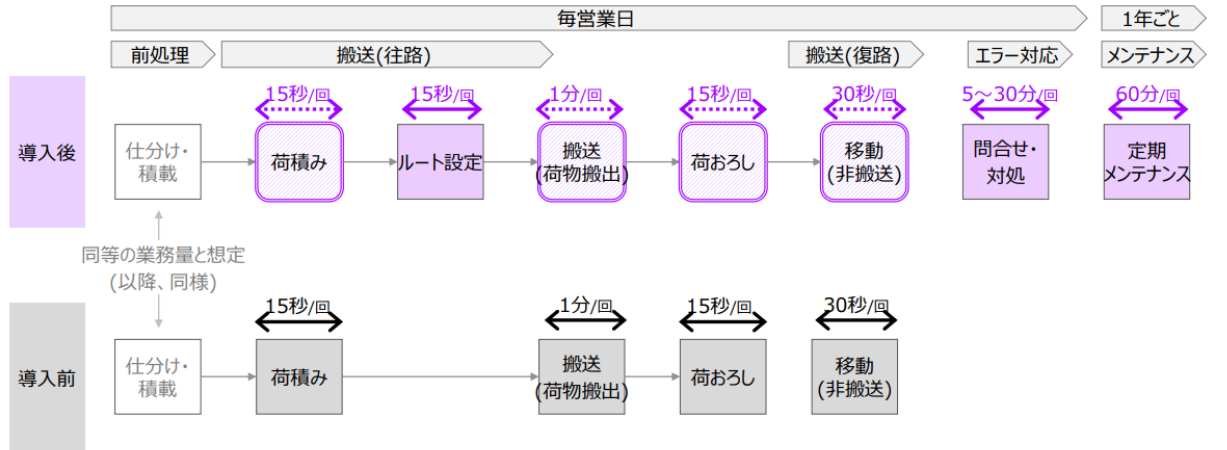 毎営業日
1年ごと
前処理
搬送(往路)
搬送(復路)
エラー対応
メンテナンス
15秒/回
15秒/回
1分/回
15秒/回
30秒/回
5～30分/回
60分/回
導入後
仕分け・
積載
荷積み
ルート設定
搬送
(荷物搬出)
荷おろし
移動
(非搬送)
問合せ・
対処
定期
メンテナンス
同等の業務量と想定
(以降、同様)
15秒/回
1分/回
15秒/回
30秒/回
導入前
仕分け・
積載
荷積み
搬送
(荷物搬出)
荷おろし
移動
(非搬送)